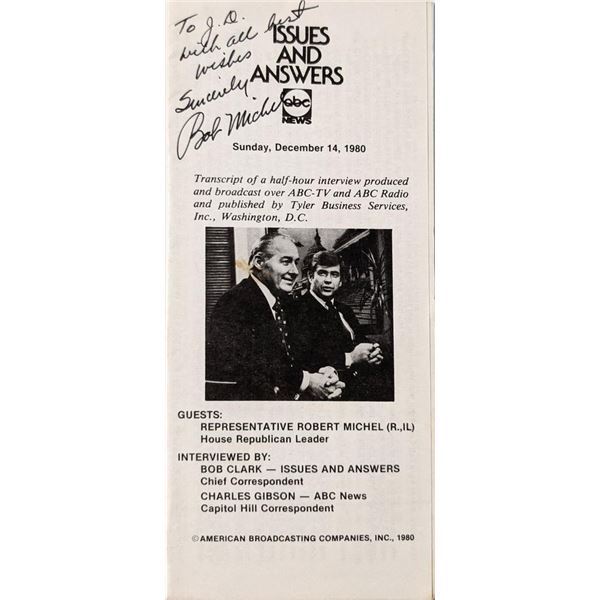 To J.D.
with all best
wishes
Sincerely
Bob Michel
ISSUES
AND
ANSWERS
abc
NEWS
Sunday, December 14, 1980
Transcript of a half-hour interview produced
and broadcast over ABC-TV and ABC Radio
and published by Tyler Business Services,
Inc., Washington, D.C.
GUESTS:
REPRESENTATIVE ROBERT MICHEL (R.,IL)
House Republican Leader
INTERVIEWED BY:
BOB CLARK — ISSUES AND ANSWERS
Chief Correspondent
CHARLES GIBSON — ABC News
Capitol Hill Correspondent
©AMERICAN BROADCASTING COMPANIES, INC., 1980